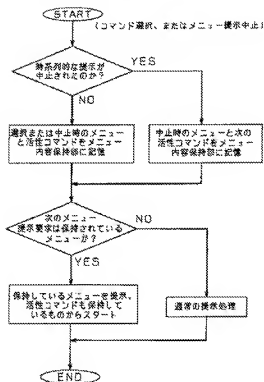 START
(コマンド選択、またはメニュー提示中止
時系列的な提示が
中止されたのか？
YES
NO
選択または中止時のメニュー
と活性コマンドをメニュー
内容保持部に記憶
中止時のメニューと次の
活性コマンドをメニュー
内容保持部に記憶
次のメニュー
提示要求は保持されている
メニューか？
NO
YES
保持しているメニューを提示、
活性コマンドも保持して
いるものからスタート
通常の提示処理
END